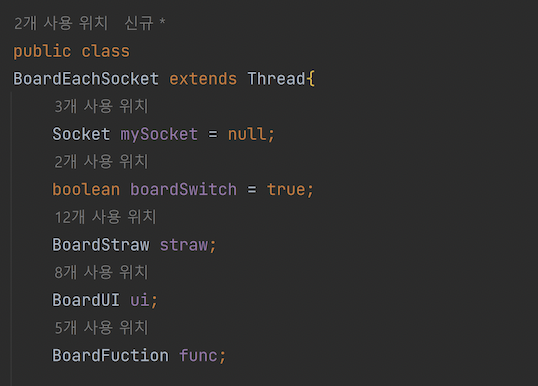 2개 사용 위치 신규 *
public class
BoardEachSocket extends Thread{
3개 사용 위치
Socket mySocket = null;
2개 사용 위치
boolean boardSwitch = true;
12개 사용 위치
BoardStraw straw;
8개 사용 위치
BoardUI ui;
5개 사용 위치
BoardFuction func;